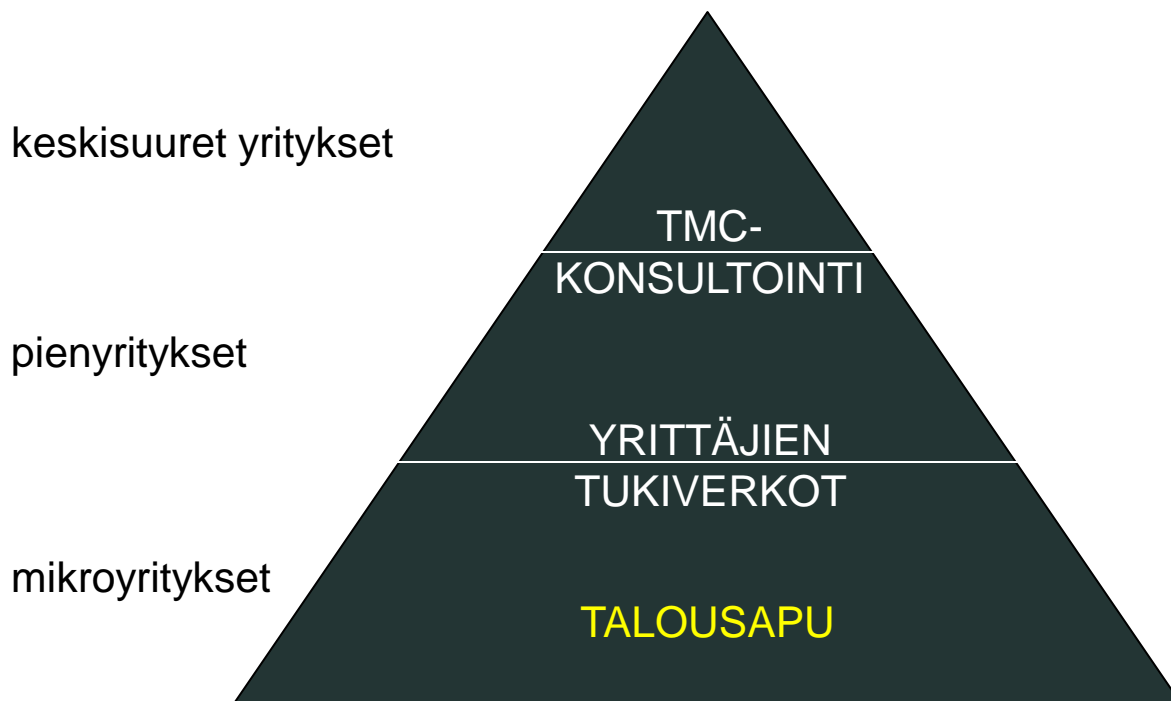 keskisuuret yritykset
TMC-
KONSULTOINTI
pienyritykset
YRITTÄJIEN
TUKIVERKOT
mikroyritykset
TALOUSAPU